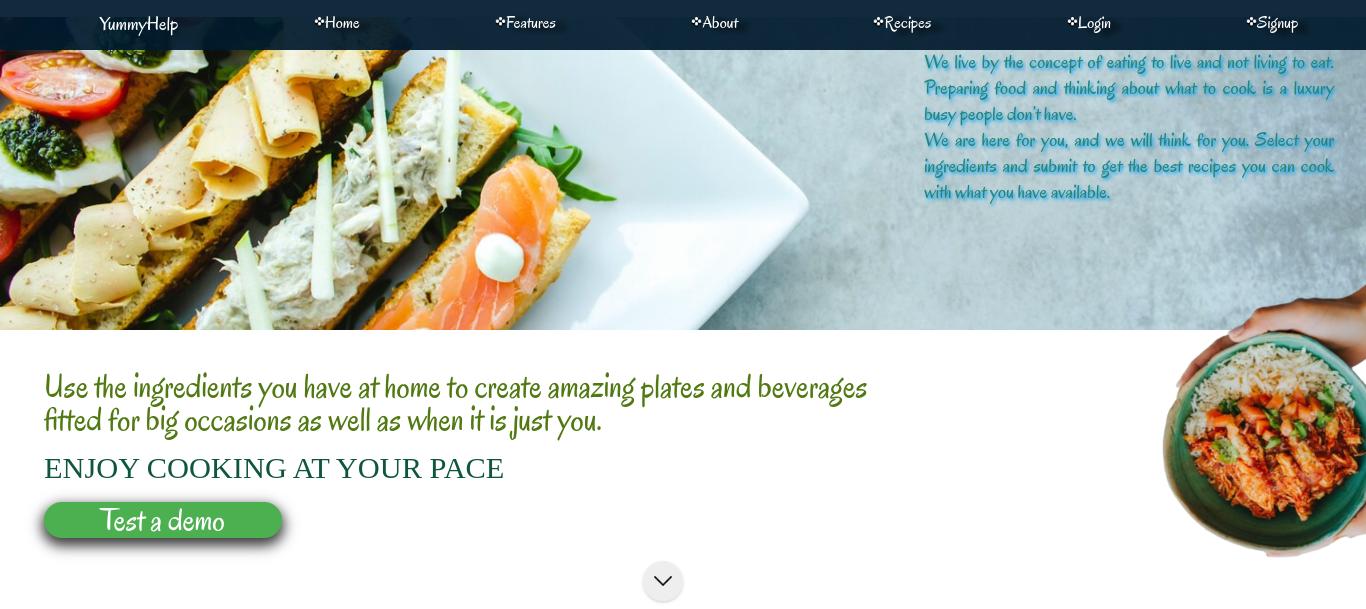 YummyHelp ❖Home ❖Features ❖About ❖Recipes ❖Login ❖Signup
We live by the concept of eating to live and not living to eat.
Preparing food and thinking about what to cook is a luxury
busy people don't have.
We are here for you, and we will think for you. Select your
ingredients and submit to get the best recipes you can cook
with what you have available.
Use the ingredients you have at home to create amazing plates and beverages
fitted for big occasions as well as when it is just you.
ENJOY COOKING AT YOUR PACE
Test a demo